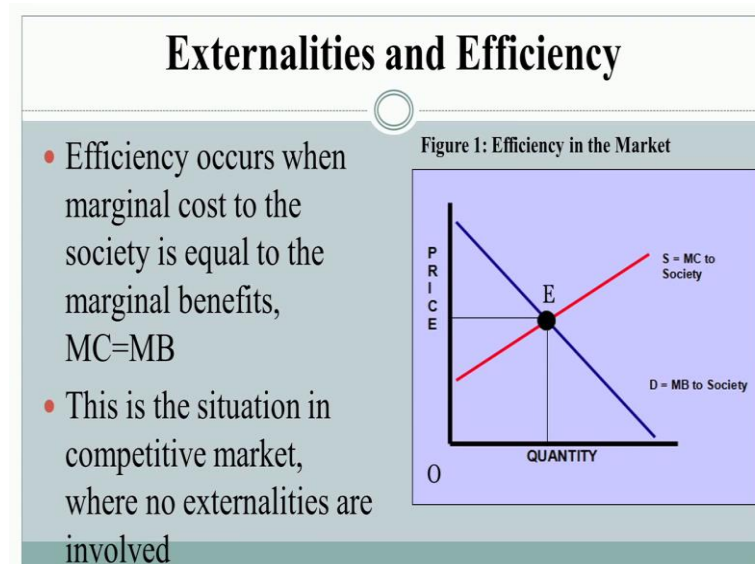 Externalities and Efficiency
• Efficiency occurs when
marginal cost to the
society is equal to the
marginal benefits,
MC=MB
• This is the situation in
competitive market,
where no externalities are
involved
Figure 1: Efficiency in the Market
PRICE
E
S = MC to
Society
D = MB to Society
QUANTITY
O